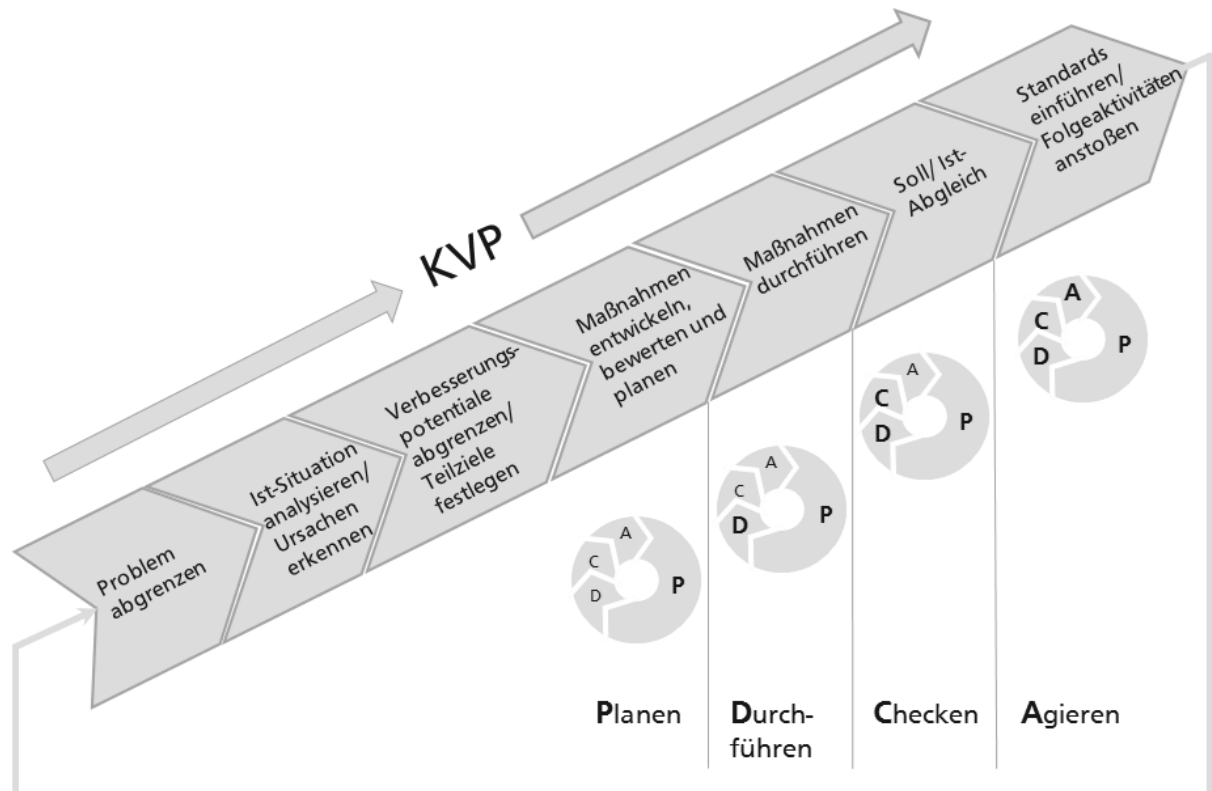 KVP
Problem
abgrenzen
Ist-Situation
analysieren/
Ursachen
erkennen
Verbesserungs-
potentiale
abgrenzen/
Teilziele
festlegen
Maßnahmen
entwickeln,
bewerten und
planen
Maßnahmen
durchführen
Soll/ Ist-
Abgleich
Standards
einführen/
Folgeaktivitäten
anstoßen
A
C
D
P
A
C
D
P
A
C
D
P
A
C
D
P
Planen
Durch-
führen
Checken
Agieren